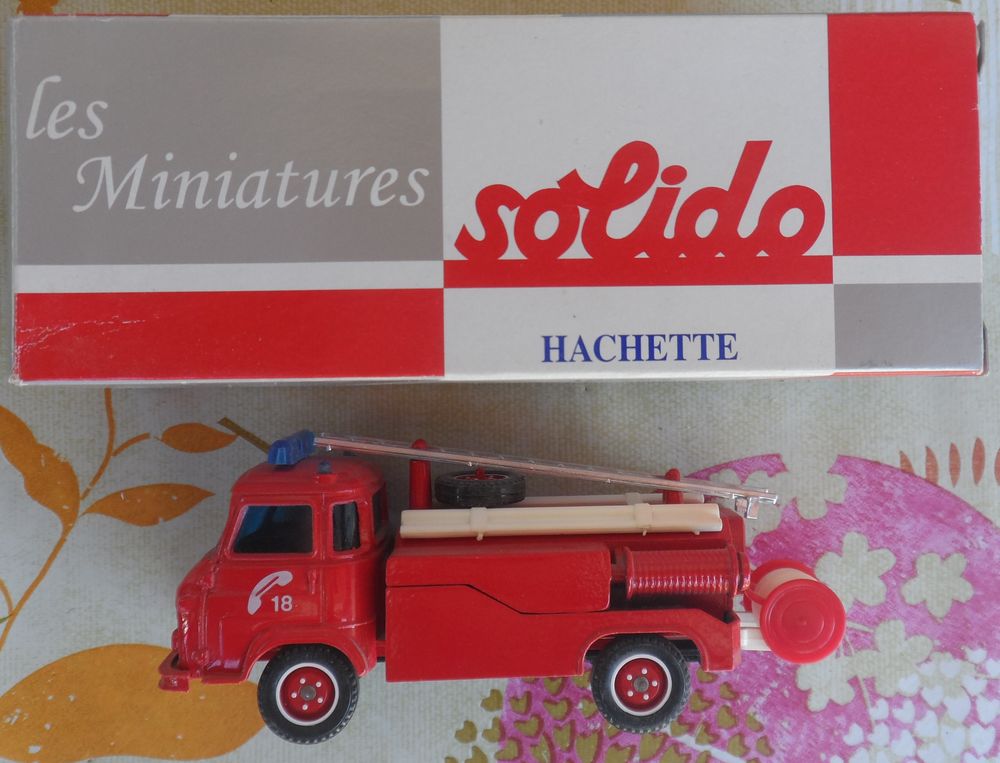 les
Miniatures
solido
HACHETTE
18